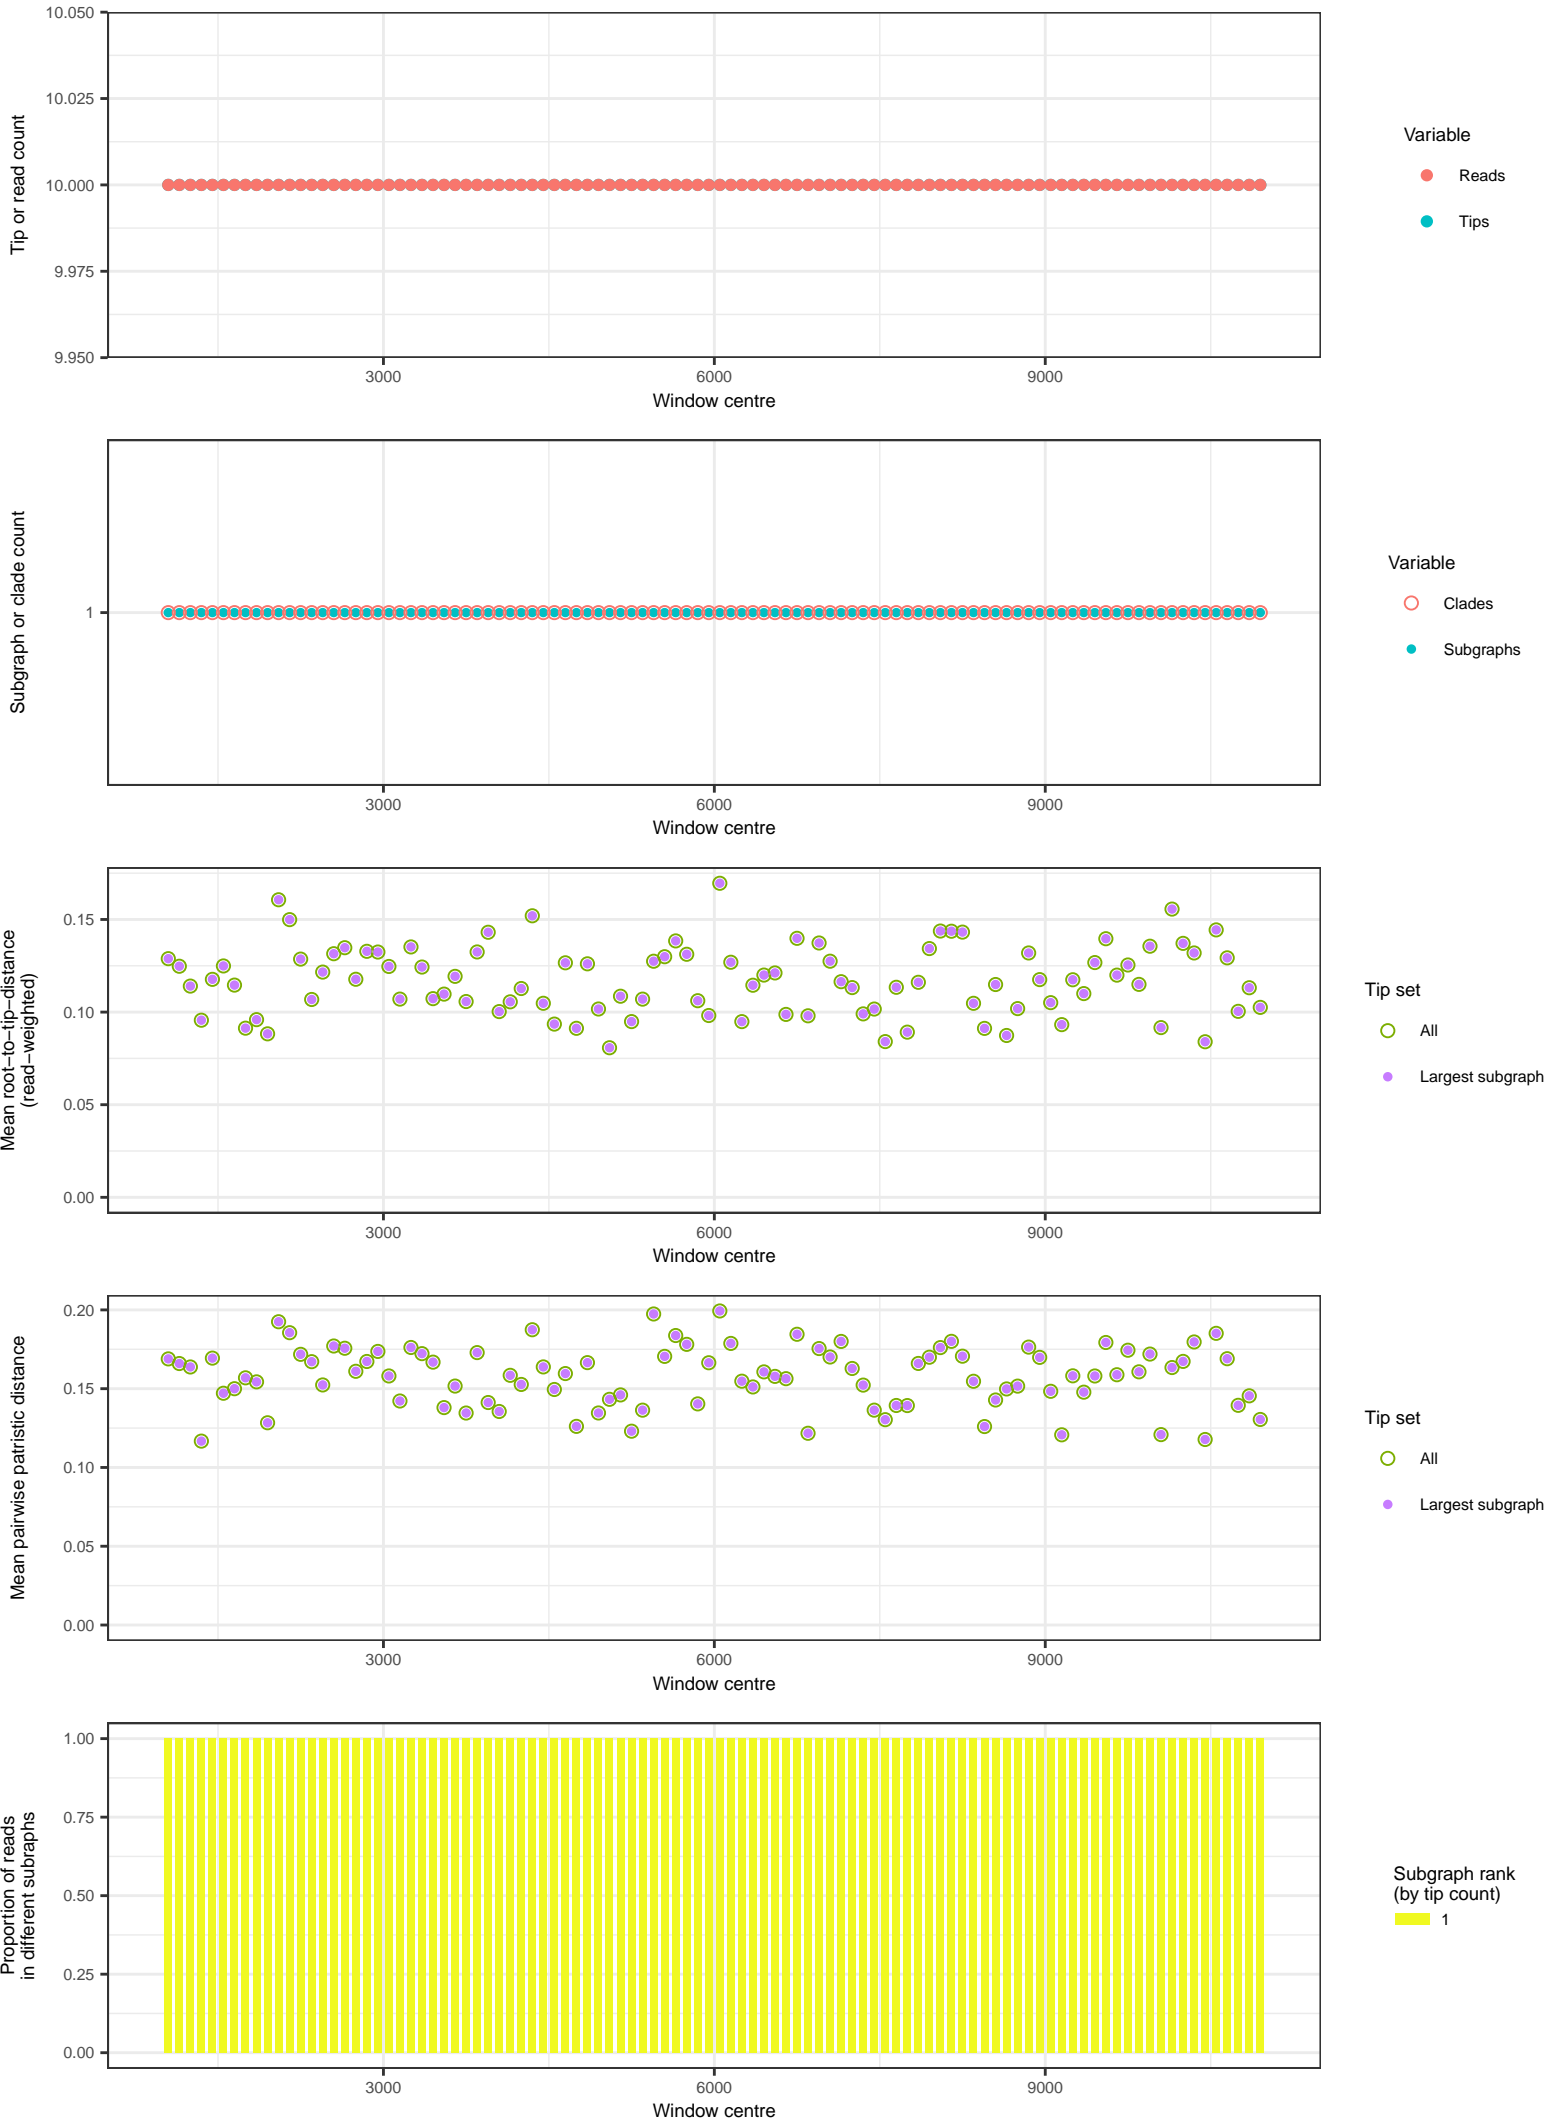 10.050
10.025
10.000
9.975
9.950
Tip or read count
3000 6000 9000
Window centre
Variable
Reads
Tips
1
Subgraph or clade count
3000 6000 9000
Window centre
Variable
Clades
Subgraphs
0.15
0.10
0.05
0.00
Mean root−to−tip−distance
(read−weighted)
3000 6000 9000
Window centre
Tip set
All
Largest subgraph
0.20
0.15
0.10
0.05
0.00
Mean pairwise patristic distance
3000 6000 9000
Window centre
Tip set
All
Largest subgraph
1.00
0.75
0.50
0.25
0.00
Proportion of reads
in different subraphs
3000 6000 9000
Window centre
Subgraph rank
(by tip count)
1